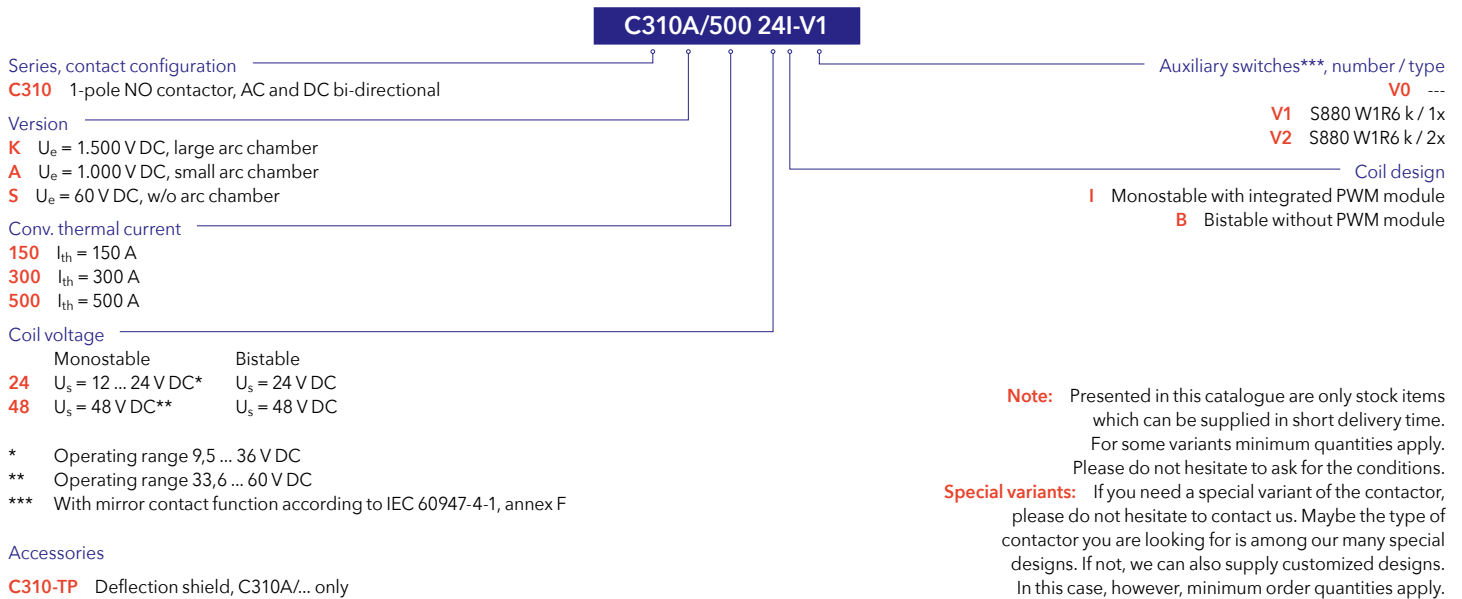 C310A/500 24I-V1
Series, contact configuration
C310 1-pole NO contactor, AC and DC bi-directional
Version
K Ue = 1.500 V DC, large arc chamber
A Ue = 1.000 V DC, small arc chamber
S Ue = 60 V DC, w/o arc chamber
Conv. thermal current
150 Ith = 150 A
300 Ith = 300 A
500 Ith = 500 A
Coil voltage
Monostable Bistable
24 Us = 12 ... 24 V DC* Us = 24 V DC
48 Us = 48 V DC** Us = 48 V DC
* Operating range 9,5 ... 36 V DC
** Operating range 33,6 ... 60 V DC
*** With mirror contact function according to IEC 60947-4-1, annex F
Accessories
C310-TP Deflection shield, C310A/... only
Auxiliary switches***, number / type
V0 ---
V1 S880 W1R6 k / 1x
V2 S880 W1R6 k / 2x
Coil design
I Monostable with integrated PWM module
B Bistable without PWM module
Note: Presented in this catalogue are only stock items
which can be supplied in short delivery time.
For some variants minimum quantities apply.
Please do not hesitate to ask for the conditions.
Special variants: If you need a special variant of the contactor,
please do not hesitate to contact us. Maybe the type of
contactor you are looking for is among our many special
designs. If not, we can also supply customized designs.
In this case, however, minimum order quantities apply.